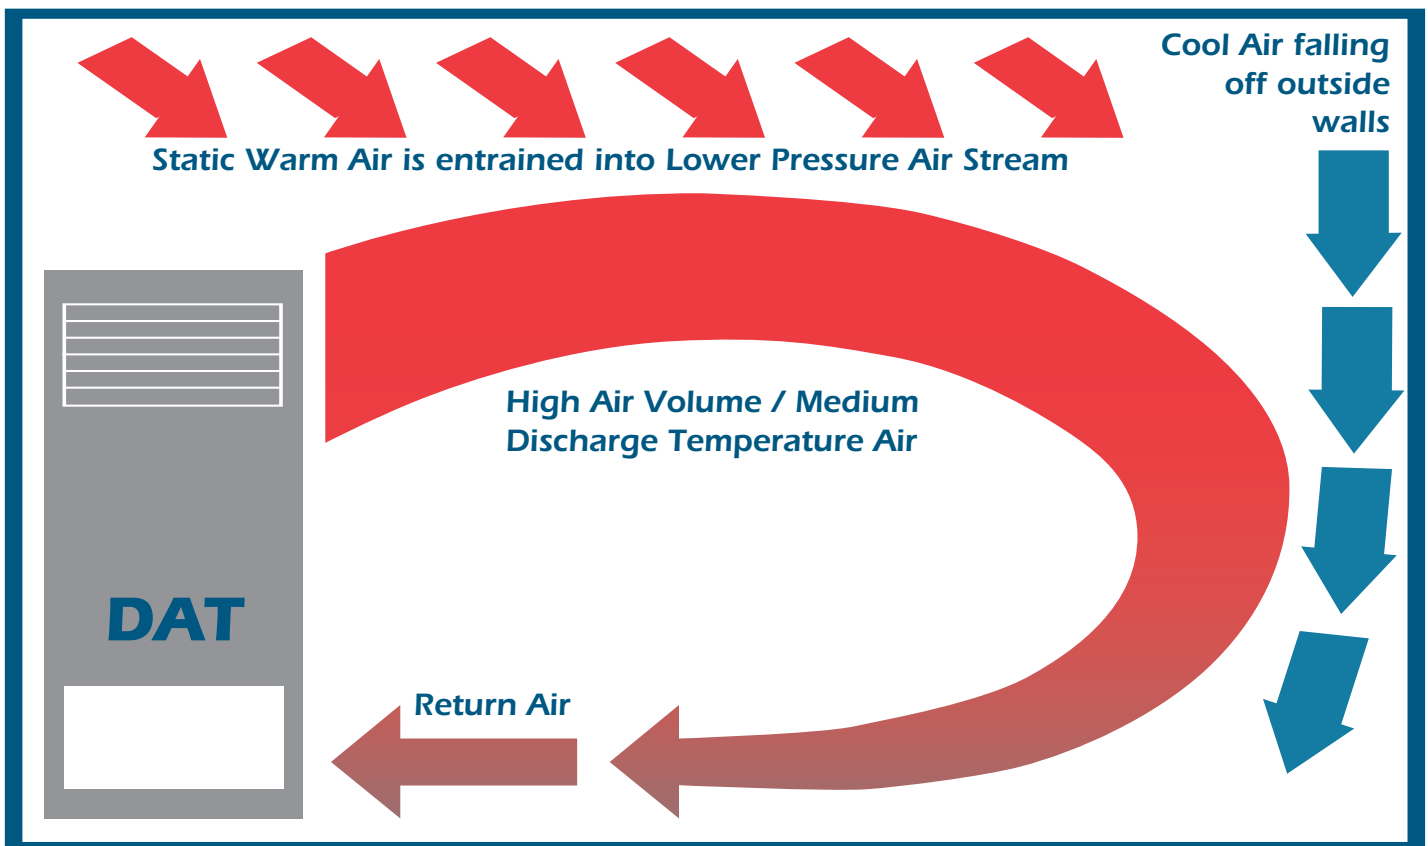 Cool Air falling
off outside
walls
Static Warm Air is entrained into Lower Pressure Air Stream
High Air Volume / Medium
Discharge Temperature Air
DAT
Return Air